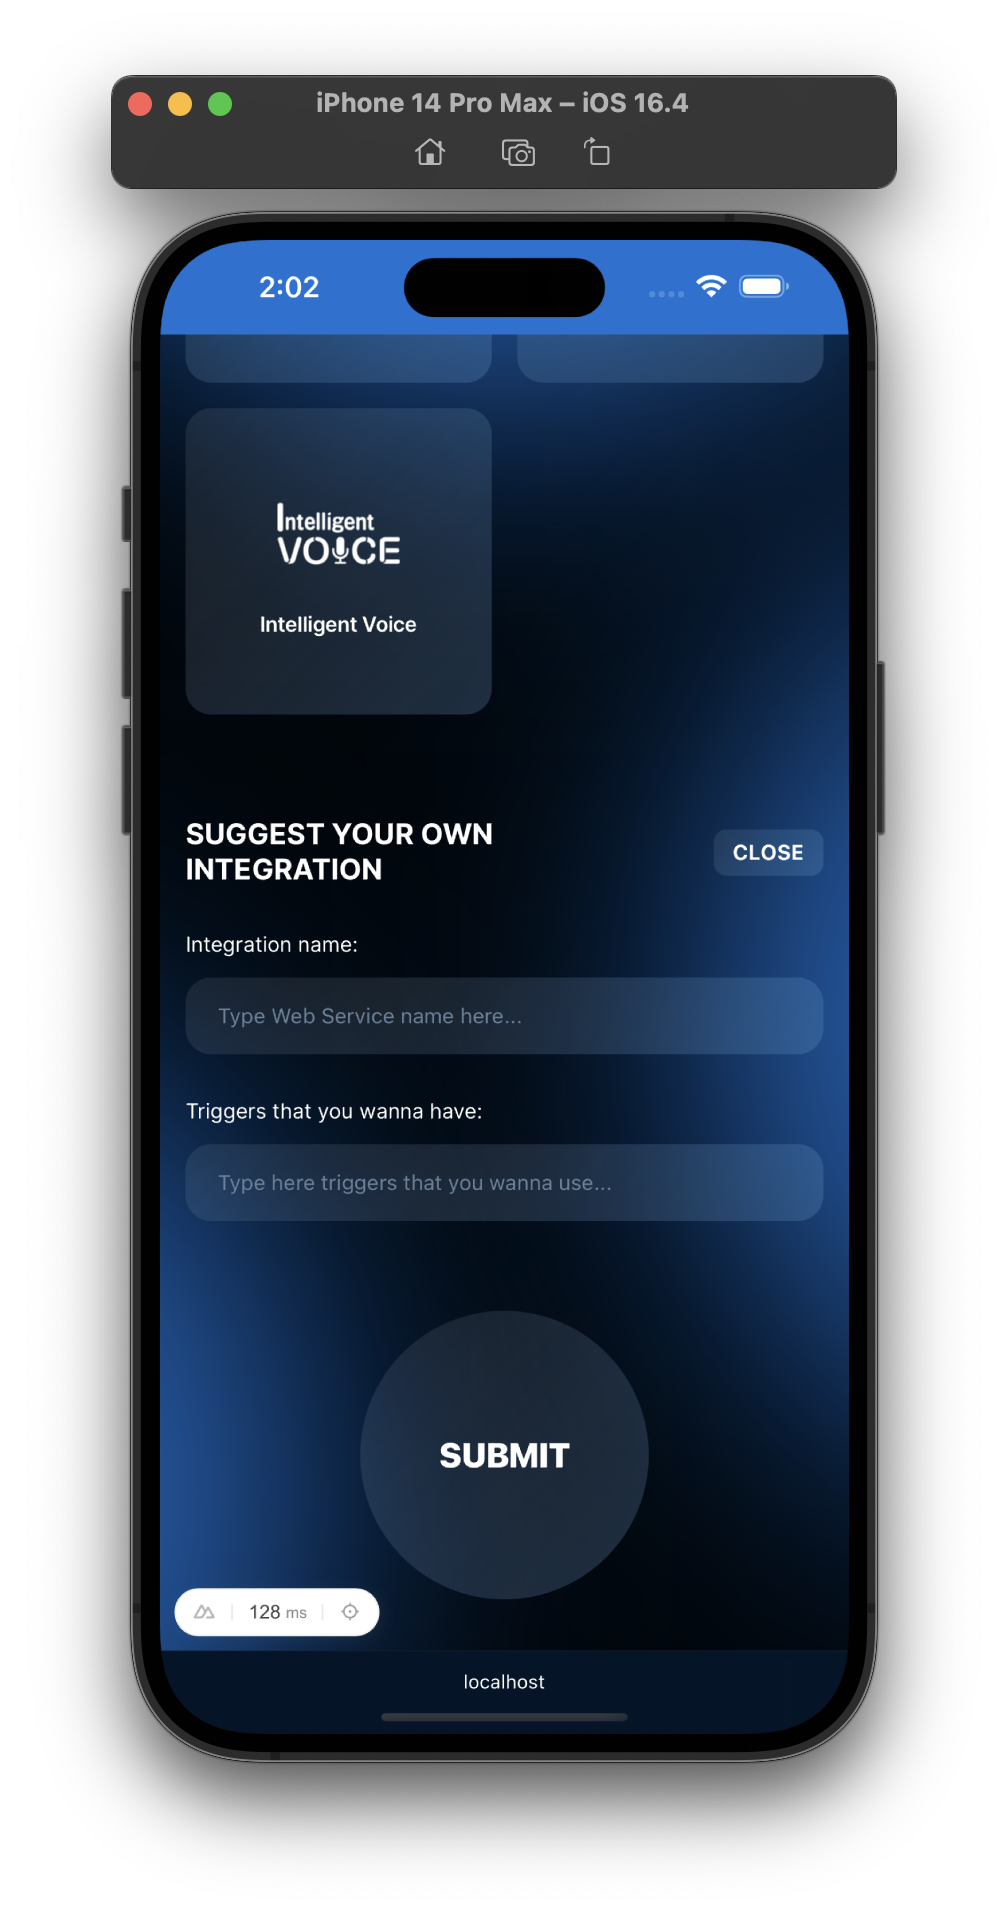 iPhone 14 Pro Max – iOS 16.4
2:02
Intelligent
VOICE
Intelligent Voice
SUGGEST YOUR OWN
INTEGRATION
CLOSE
Integration name:
Type Web Service name here...
Triggers that you wanna have:
Type here triggers that you wanna use...
SUBMIT
128 ms
localhost